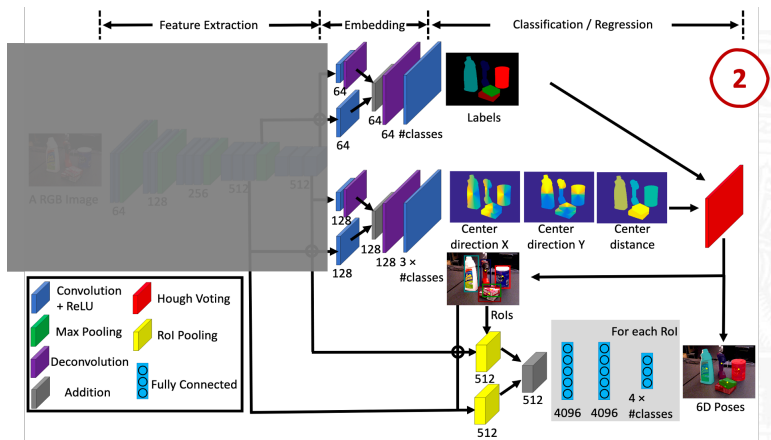 Feature Extraction
Embedding
Classification / Regression
2
64
64
64
64 #classes
Labels
A RGB Image
64
128
256
512
512
128
128
128
128 3 ×
#classes
Center
direction X
Center
direction Y
Center
distance
RoIs
512
512
512
For each RoI
4096
4096
4 ×
#classes
6D Poses
Convolution
+ ReLU
Max Pooling
Deconvolution
Addition
Hough Voting
RoI Pooling
Fully Connected